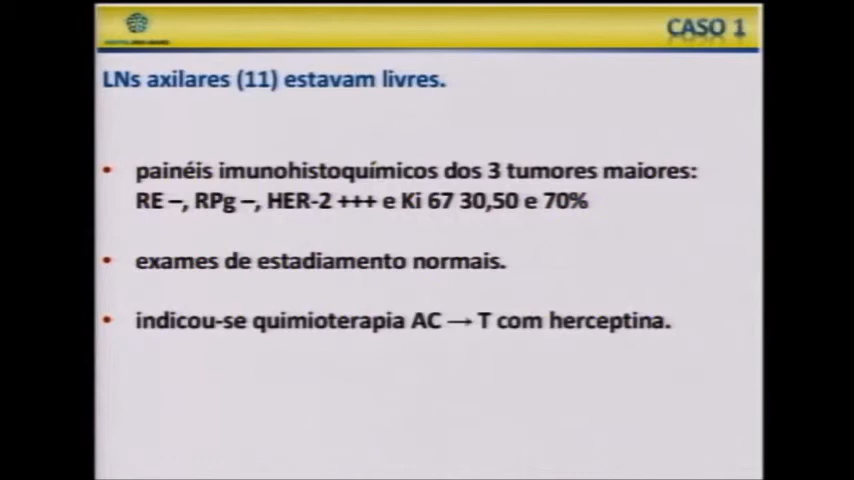 CASO 1
LNs axilares (11) estavam livres.
• painéis imunohistoquímicos dos 3 tumores maiores:
RE –, RPg –, HER-2 +++ e Ki 67 30,50 e 70%
• exames de estadiamento normais.
• indicou-se quimioterapia AC → T com herceptina.